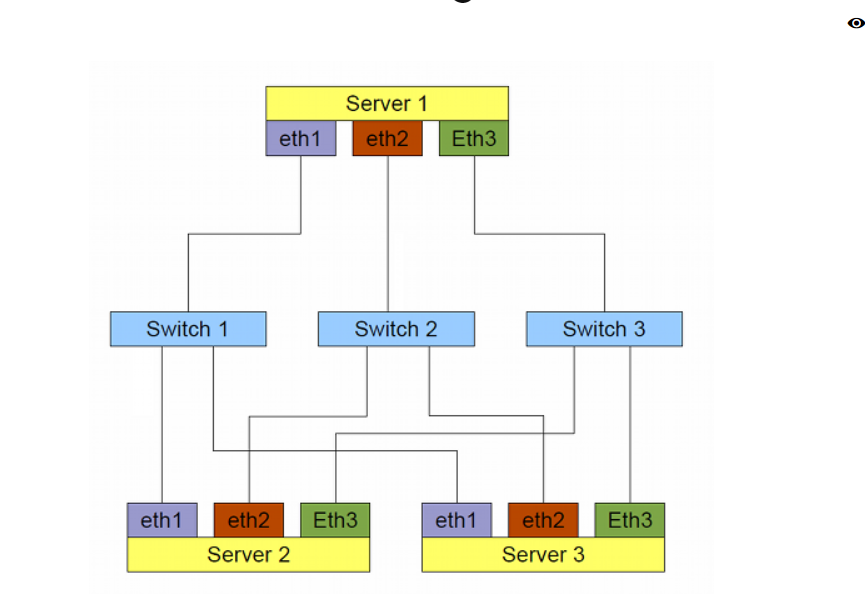 Server 1
eth1 eth2 Eth3
Switch 1 Switch 2 Switch 3
eth1 eth2 Eth3 eth1 eth2 Eth3
Server 2 Server 3